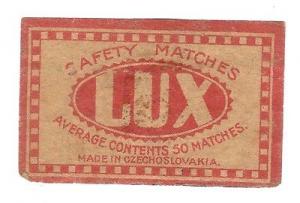 SAFETY MATCHES
LUX
AVERAGE CONTENTS 50 MATCHES.
MADE IN CZECHOSLOVAKIA.